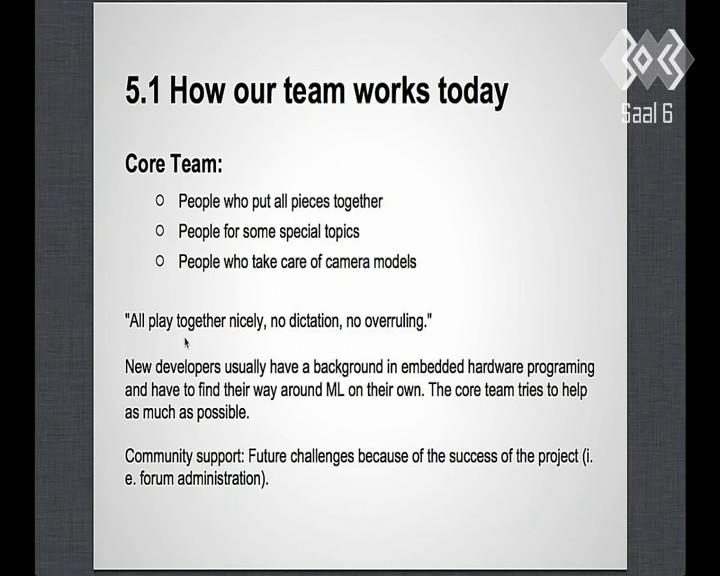 5.1 How our team works today
Saal 6
Core Team:
People who put all pieces together
People for some special topics
People who take care of camera models
"All play together nicely, no dictation, no overruling."
New developers usually have a background in embedded hardware programing
and have to find their way around ML on their own. The core team tries to help
as much as possible.
Community support: Future challenges because of the success of the project (i.
e. forum administration).